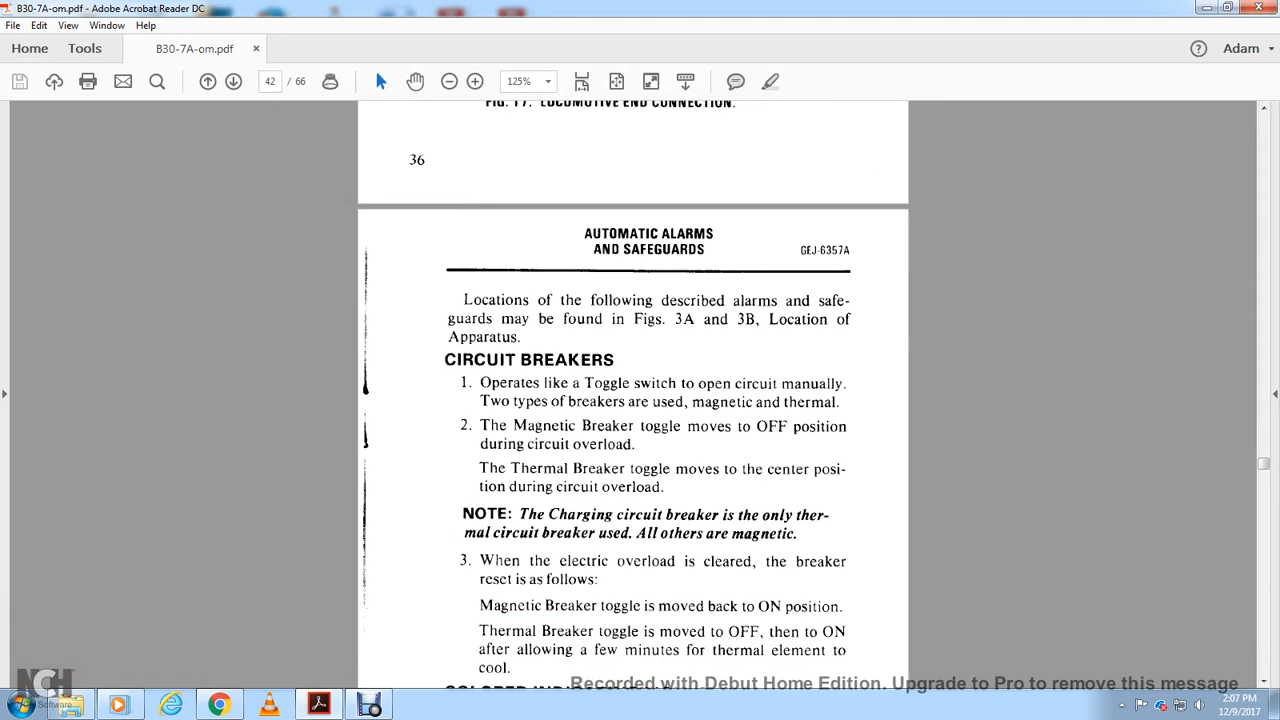 B30-7A-om.pdf - Adobe Acrobat Reader DC
File Edit View Window Help
Home Tools B30-7A-om.pdf × Adam
42 / 66 125%
FIG. 17. LOCOMOTIVE END CONNECTION.
36
AUTOMATIC ALARMS
AND SAFEGUARDS GEJ-6357A
Locations of the following described alarms and safe-
guards may be found in Figs. 3A and 3B, Location of
Apparatus.
CIRCUIT BREAKERS
1. Operates like a Toggle switch to open circuit manually.
Two types of breakers are used, magnetic and thermal.
2. The Magnetic Breaker toggle moves to OFF position
during circuit overload.
The Thermal Breaker toggle moves to the center posi-
tion during circuit overload.
NOTE: The Charging circuit breaker is the only ther-
mal circuit breaker used. All others are magnetic.
3. When the electric overload is cleared, the breaker
reset is as follows:
Magnetic Breaker toggle is moved back to ON position.
Thermal Breaker toggle is moved to OFF, then to ON
after allowing a few minutes for thermal element to
cool.
Recorded with Debut Home Edition. Upgrade to Pro to remove this message
NCH Software
2:07 PM
12/9/2017